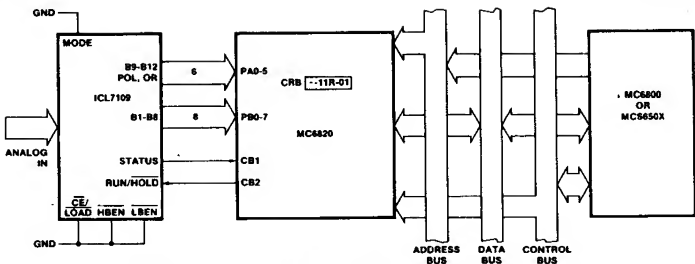 GND
MODE
B9-B12
POL, OR
6
PA0-5
ICL7109
B1-B8
8
PB0-7
CRB --11R-01
MC6820
MC6800
OR
MCS650X
ANALOG
IN
STATUS
CB1
RUN/HOLD
CB2
CE/
LOAD
HBEN
LBEN
GND
ADDRESS
BUS
DATA
BUS
CONTROL
BUS